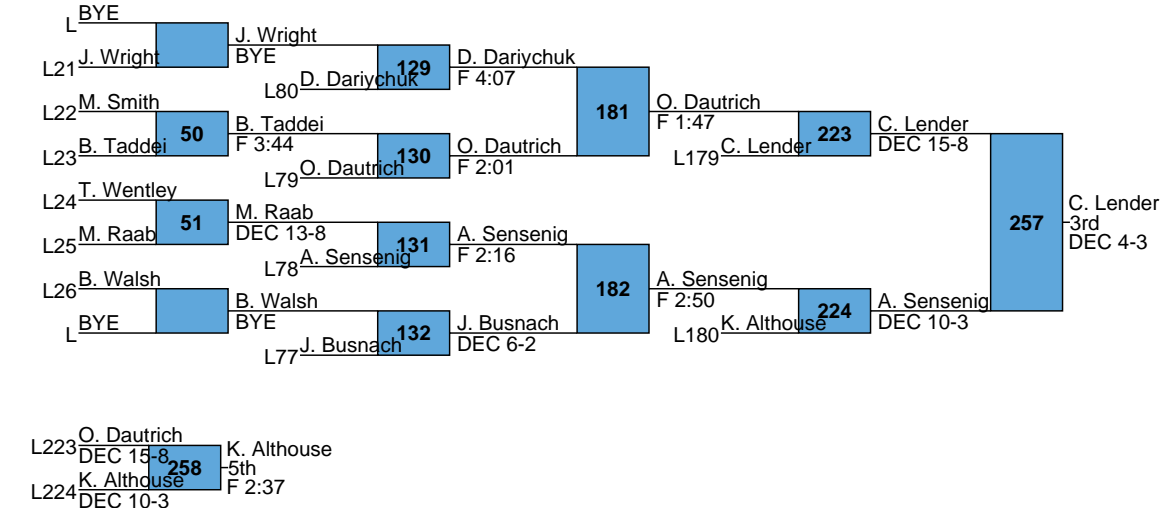 L BYE
L21 J. Wright
J. Wright
BYE
129
L80 D. Dariychuk
D. Dariychuk
F 4:07
L22 M. Smith
50
L23 B. Taddei
B. Taddei
F 3:44
130
L79 O. Dautrich
O. Dautrich
F 2:01
181
O. Dautrich
F 1:47
L179 C. Lender
223
C. Lender
DEC 15-8
L24 T. Wentley
51
L25 M. Raab
M. Raab
DEC 13-8
131
L78 A. Sensenig
A. Sensenig
F 2:16
L26 B. Walsh
L BYE
B. Walsh
BYE
132
L77 J. Busnach
J. Busnach
DEC 6-2
182
A. Sensenig
F 2:50
L180 K. Althouse
224
A. Sensenig
DEC 10-3
257
C. Lender
3rd
DEC 4-3
L223 O. Dautrich
DEC 15-8
258
L224 K. Althouse
DEC 10-3
K. Althouse
5th
F 2:37